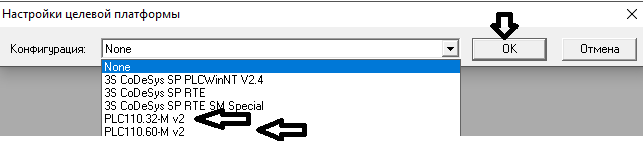 Настройки целевой платформы
Конфигурация: None OK Отмена
None
3S CoDeSys SP PLCWinNT V2.4
3S CoDeSys SP RTE
3S CoDeSys SP RTE SM Special
PLC110.32-M v2
PLC110.60-M v2